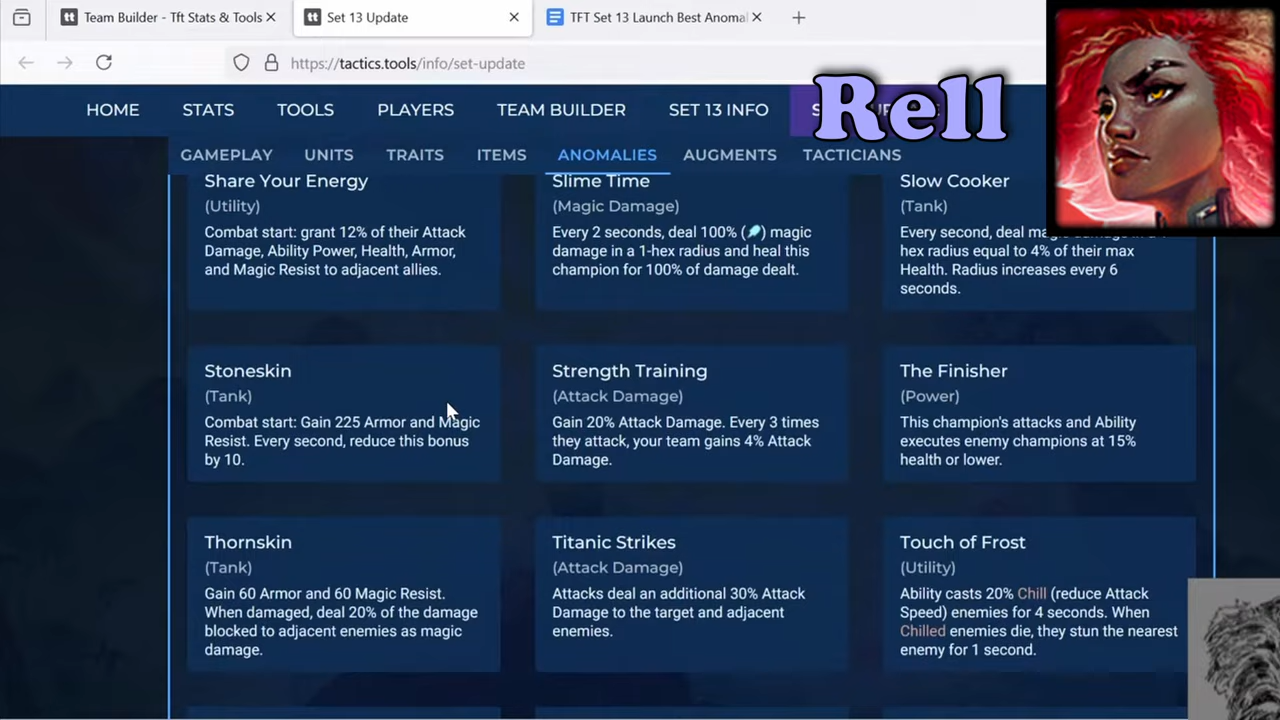 Team Builder - Tft Stats & Tools
Set 13 Update
TFT Set 13 Launch Best Anomal
https://tactics.tools/info/set-update
Rell
HOME STATS TOOLS PLAYERS TEAM BUILDER SET 13 INFO
GAMEPLAY UNITS TRAITS ITEMS ANOMALIES AUGMENTS TACTICIANS
Share Your Energy
(Utility)
Combat start: grant 12% of their Attack
Damage, Ability Power, Health, Armor,
and Magic Resist to adjacent allies.
Slime Time
(Magic Damage)
Every 2 seconds, deal 100% ( ) magic
damage in a 1-hex radius and heal this
champion for 100% of damage dealt.
Slow Cooker
(Tank)
Every second, deal
hex radius equal to 4% of their max
Health. Radius increases every 6
seconds.
Stoneskin
(Tank)
Combat start: Gain 225 Armor and Magic
Resist. Every second, reduce this bonus
by 10.
Strength Training
(Attack Damage)
Gain 20% Attack Damage. Every 3 times
they attack, your team gains 4% Attack
Damage.
The Finisher
(Power)
This champion's attacks and Ability
executes enemy champions at 15%
health or lower.
Thornskin
(Tank)
Gain 60 Armor and 60 Magic Resist.
When damaged, deal 20% of the damage
blocked to adjacent enemies as magic
damage.
Titanic Strikes
(Attack Damage)
Attacks deal an additional 30% Attack
Damage to the target and adjacent
enemies.
Touch of Frost
(Utility)
Ability casts 20% Chill (reduce Attack
Speed) enemies for 4 seconds. When
Chilled enemies die, they stun the nearest
enemy for 1 second.